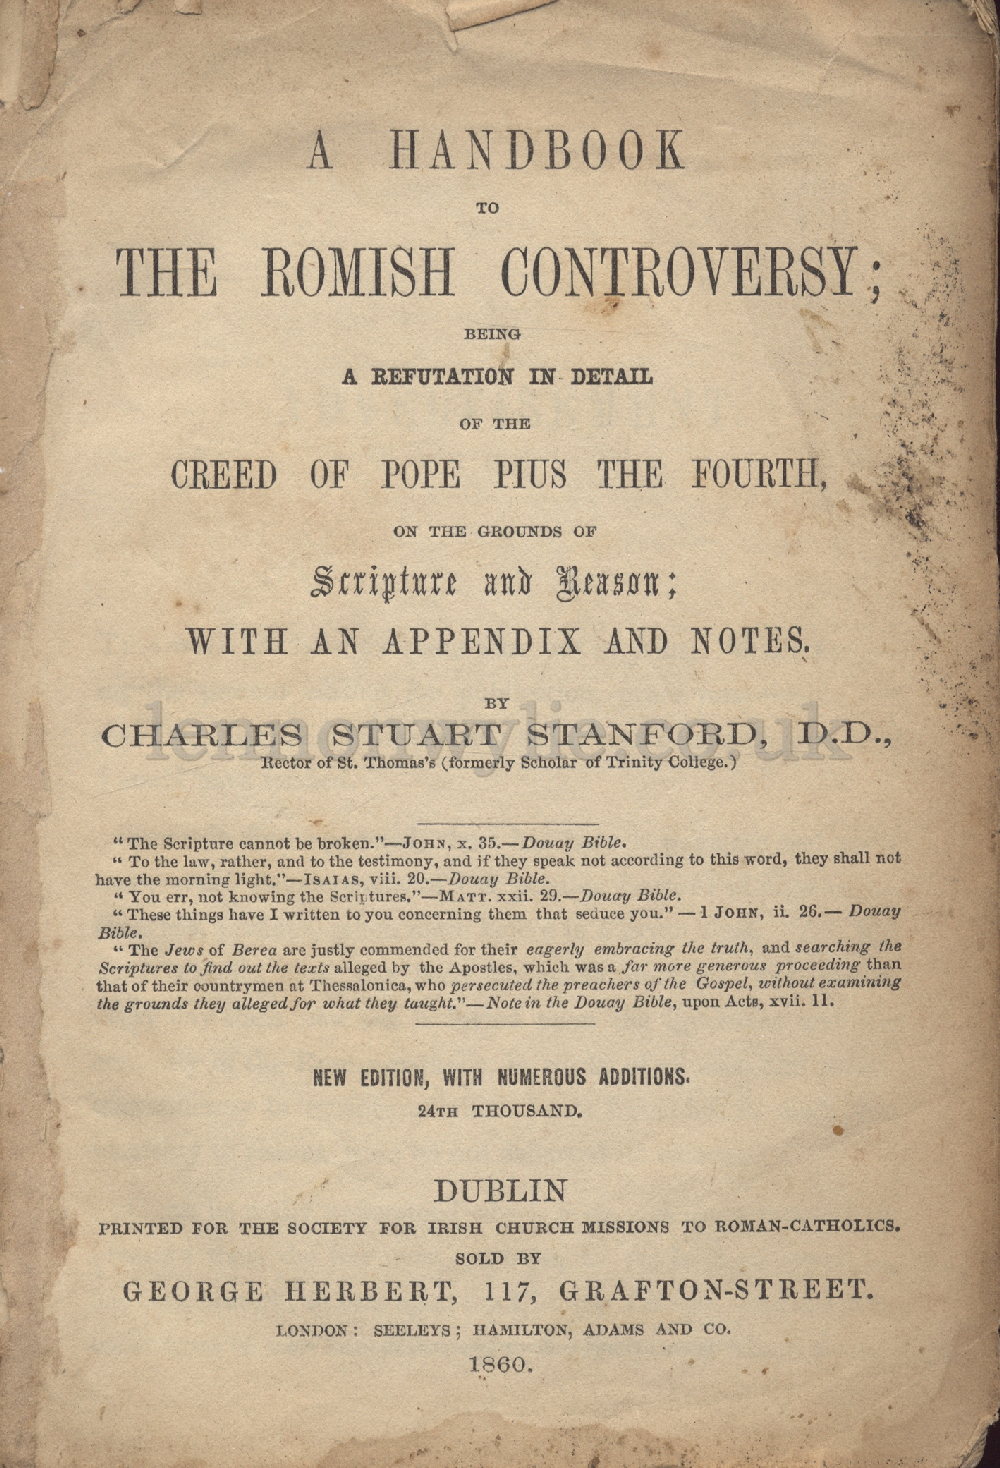 A HANDBOOK
TO
THE ROMISH CONTROVERSY;
BEING
A REFUTATION IN DETAIL
OF THE
CREED OF POPE PIUS THE FOURTH,
ON THE GROUNDS OF
Scripture and Reason;
WITH AN APPENDIX AND NOTES.
BY
CHARLES STUART STANFORD, D.D.,
Rector of St. Thomas's (formerly Scholar of Trinity College.)
“The Scripture cannot be broken.”—JOHN, x. 35.—Douay Bible.
“To the law, rather, and to the testimony, and if they speak not according to this word, they shall not
have the morning light.”—ISAIAS, viii. 20.—Douay Bible.
“You err, not knowing the Scriptures.”—MATT. xxii. 29.—Douay Bible.
“These things have I written to you concerning them that seduce you.”—1 JOHN, ii. 26.—Douay
Bible.
“The Jews of Berea are justly commended for their eagerly embracing the truth, and searching the
Scriptures to find out the texts alleged by the Apostles, which was a far more generous proceeding than
that of their countrymen at Thessalonica, who persecuted the preachers of the Gospel, without examining
the grounds they alleged for what they taught.”—Note in the Douay Bible, upon Acts, xvii. 11.
NEW EDITION, WITH NUMEROUS ADDITIONS.
24TH THOUSAND.
DUBLIN
PRINTED FOR THE SOCIETY FOR IRISH CHURCH MISSIONS TO ROMAN-CATHOLICS.
SOLD BY
GEORGE HERBERT, 117, GRAFTON-STREET.
LONDON: SEELEYS; HAMILTON, ADAMS AND CO.
1860.